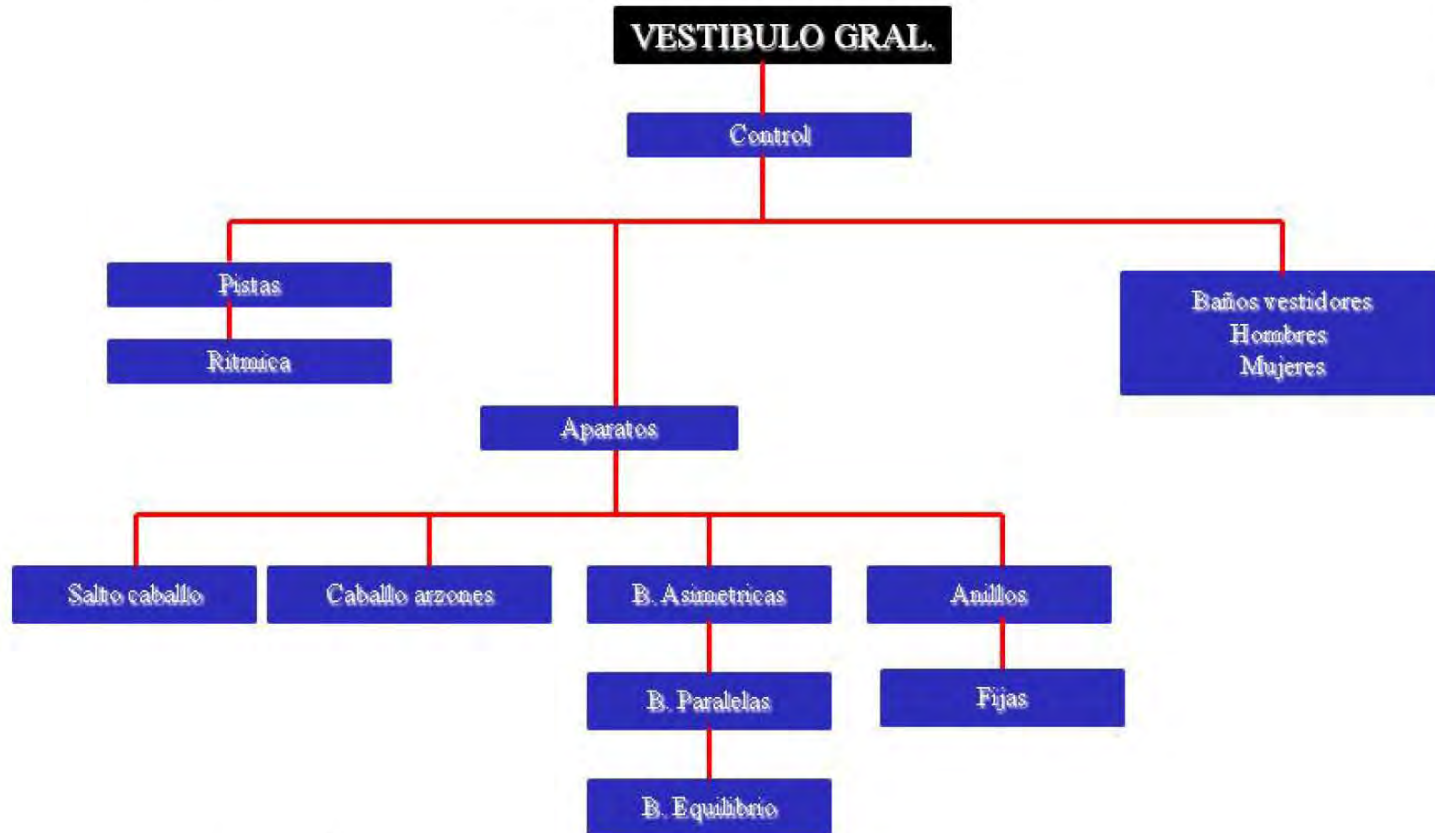 VESTIBULO GRAL.
Control
Pistas
Ritmica
Baños vestidores
Hombres
Mujeres
Aparatos
Salto caballo
Caballo arzones
B. Asimetricas
Anillos
B. Paralelas
Fijas
B. Equilibrio